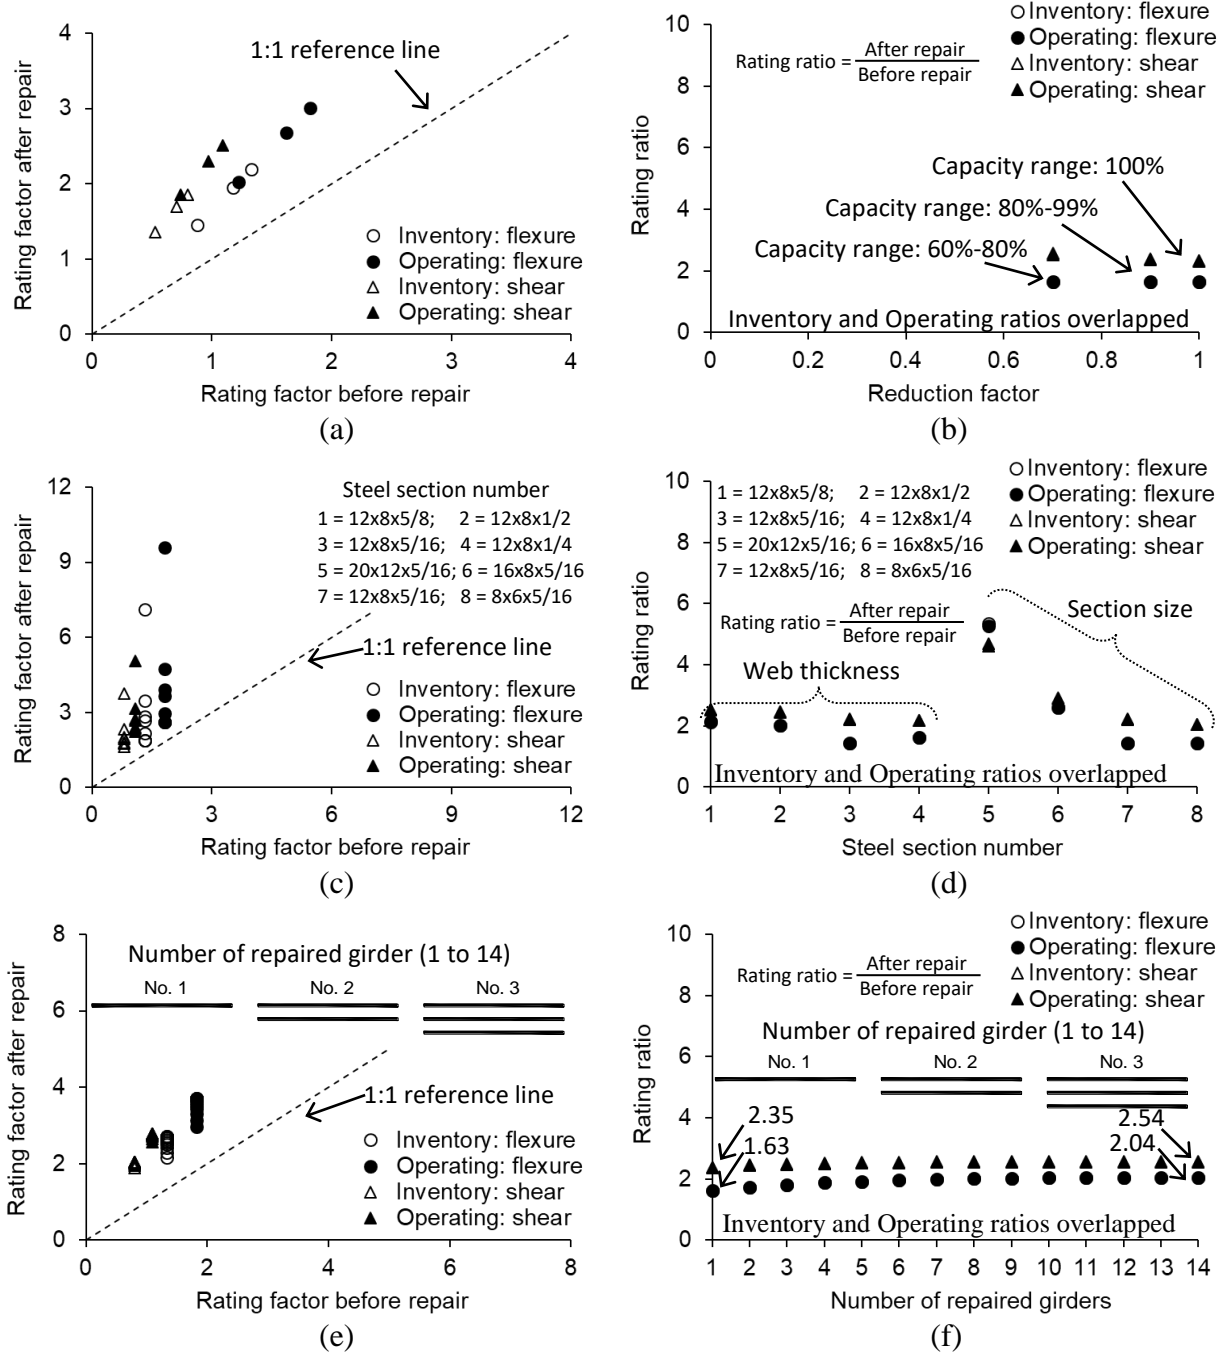 4
3
2
1
0
0
1
2
3
4
Rating factor after repair
Rating factor before repair
1:1 reference line
Inventory: flexure
Operating: flexure
Inventory: shear
Operating: shear
(a)
10
8
6
4
2
0
0
0.2
0.4
0.6
0.8
1
Rating ratio
Reduction factor
Inventory: flexure
Operating: flexure
Inventory: shear
Operating: shear
Rating ratio = After repair
Before repair
Capacity range: 100%
Capacity range: 80%-99%
Capacity range: 60%-80%
Inventory and Operating ratios overlapped
(b)
12
9
6
3
0
0
3
6
9
12
Rating factor after repair
Rating factor before repair
Steel section number
1 = 12x8x5/8; 2 = 12x8x1/2
3 = 12x8x5/16; 4 = 12x8x1/4
5 = 20x12x5/16; 6 = 16x8x5/16
7 = 12x8x5/16; 8 = 8x6x5/16
1:1 reference line
Inventory: flexure
Operating: flexure
Inventory: shear
Operating: shear
(c)
10
8
6
4
2
0
1
2
3
4
5
6
7
8
Rating ratio
Steel section number
Inventory: flexure
Operating: flexure
Inventory: shear
Operating: shear
1 = 12x8x5/8; 2 = 12x8x1/2
3 = 12x8x5/16; 4 = 12x8x1/4
5 = 20x12x5/16; 6 = 16x8x5/16
7 = 12x8x5/16; 8 = 8x6x5/16
Rating ratio = After repair
Before repair
Section size
Web thickness
Inventory and Operating ratios overlapped
(d)
8
6
4
2
0
0
2
4
6
8
Rating factor after repair
Rating factor before repair
Number of repaired girder (1 to 14)
No. 1
No. 2
No. 3
1:1 reference line
Inventory: flexure
Operating: flexure
Inventory: shear
Operating: shear
(e)
10
8
6
4
2
0
1
2
3
4
5
6
7
8
9
10
11
12
13
14
Rating ratio
Number of repaired girders
Inventory: flexure
Operating: flexure
Inventory: shear
Operating: shear
Rating ratio = After repair
Before repair
Number of repaired girder (1 to 14)
No. 1
No. 2
No. 3
2.35
1.63
2.54
2.04
Inventory and Operating ratios overlapped
(f)